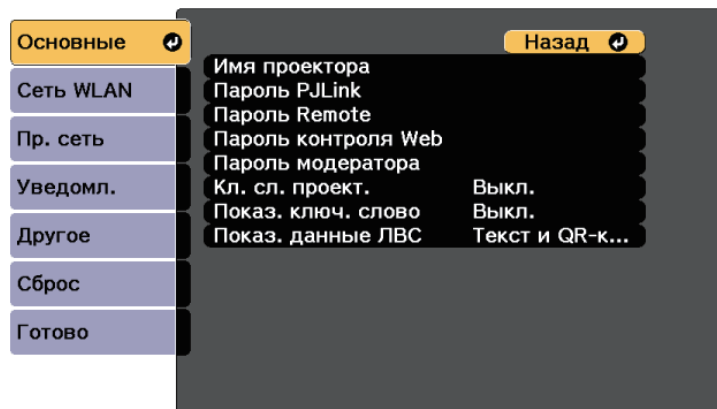 Основные
Сеть WLAN
Пр. сеть
Уведомл.
Другое
Сброс
Готово
Назад
Имя проектора
Пароль PJLink
Пароль Remote
Пароль контроля Web
Пароль модератора
Кл. сл. проект. Выкл.
Показ. ключ. слово Выкл.
Показ. данные ЛВС Текст и QR-к...